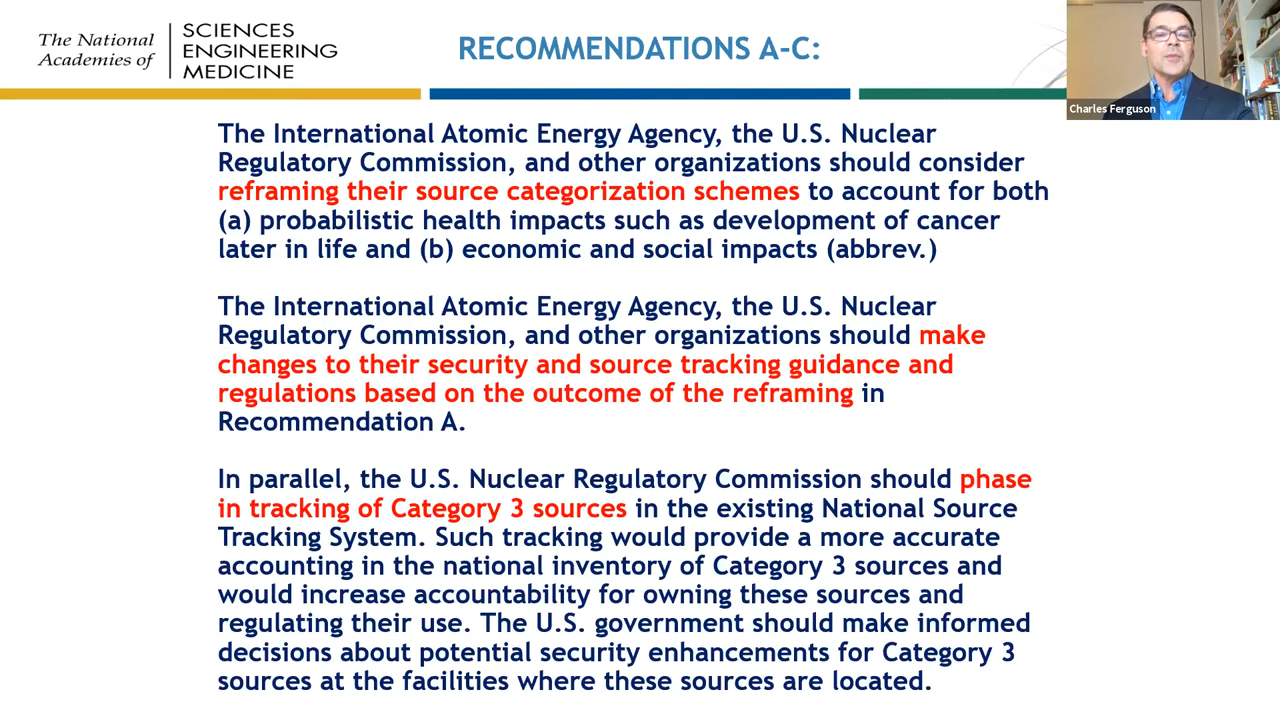 The National
Academies of
SCIENCES
ENGINEERING
MEDICINE
RECOMMENDATIONS A-C:
Charles Ferguson
The International Atomic Energy Agency, the U.S. Nuclear
Regulatory Commission, and other organizations should consider
reframing their source categorization schemes to account for both
(a) probabilistic health impacts such as development of cancer
later in life and (b) economic and social impacts (abbrev.)
The International Atomic Energy Agency, the U.S. Nuclear
Regulatory Commission, and other organizations should make
changes to their security and source tracking guidance and
regulations based on the outcome of the reframing in
Recommendation A.
In parallel, the U.S. Nuclear Regulatory Commission should phase
in tracking of Category 3 sources in the existing National Source
Tracking System. Such tracking would provide a more accurate
accounting in the national inventory of Category 3 sources and
would increase accountability for owning these sources and
regulating their use. The U.S. government should make informed
decisions about potential security enhancements for Category 3
sources at the facilities where these sources are located.